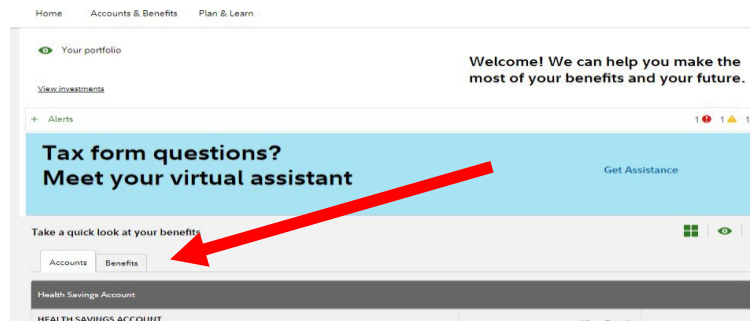 Home Accounts & Benefits Plan & Learn
Your portfolio
Welcome! We can help you make the
most of your benefits and your future.
View investments
+ Alerts
1 1 1
Tax form questions?
Meet your virtual assistant
Get Assistance
Take a quick look at your benefits
Accounts Benefits
Health Savings Account
HEALTH SAVINGS ACCOUNT